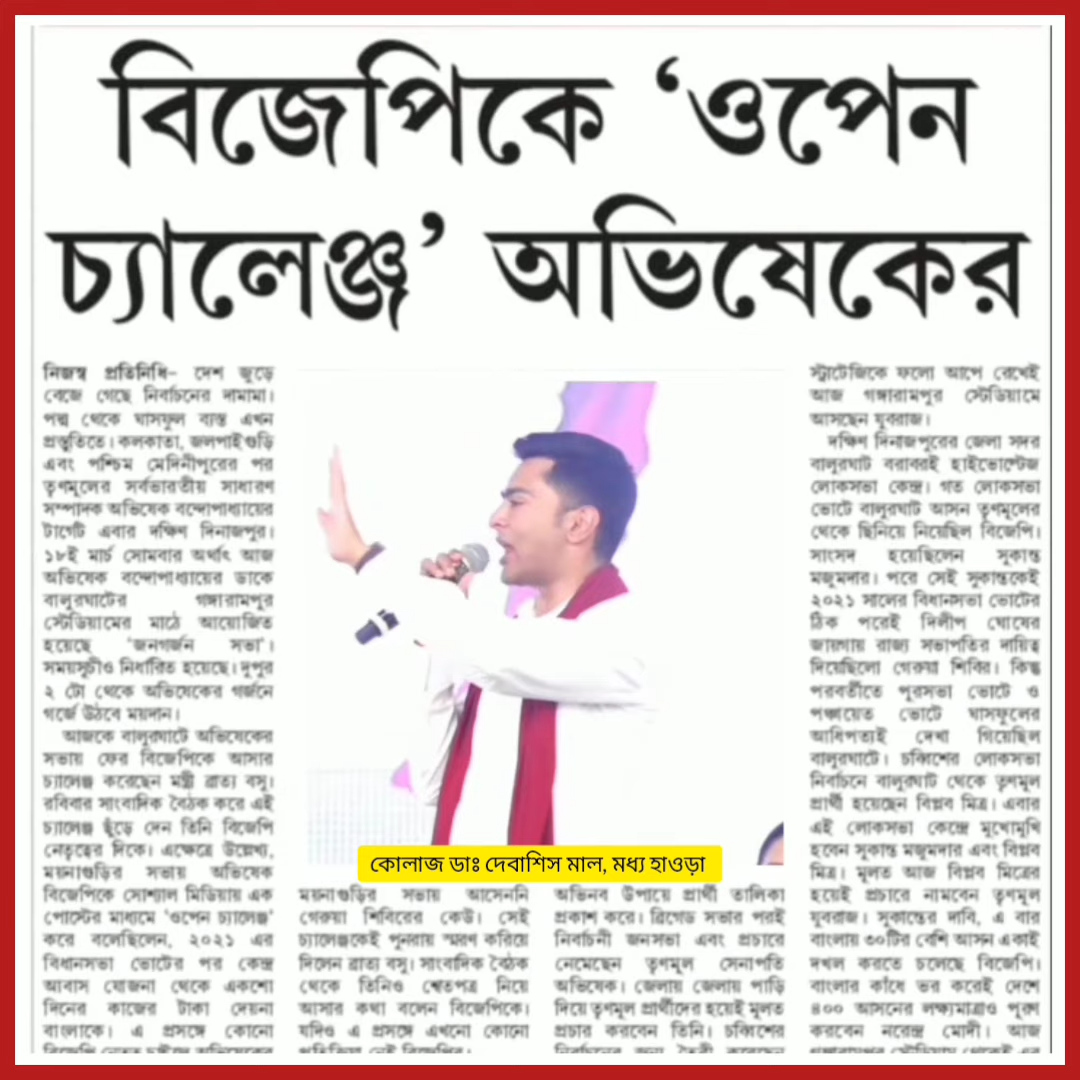 বিজেপিকে ‘ওপেন
চ্যালেঞ্জ’ অভিষেকের
নিজস্ব প্রতিনিধি– দেশ জুড়ে
বেজে গেছে নির্বাচনের দামামা।
পদ্ম থেকে ঘাসফুল ব্যস্ত এখন
প্রস্তুতিতে। কলকাতা, জলপাইগুড়ি
এবং পশ্চিম মেদিনীপুরের পর
তৃণমূলের সর্বভারতীয় সাধারণ
সম্পাদক অভিষেক বন্দোপাধ্যায়ের
টার্গেট এবার দক্ষিণ দিনাজপুর।
১৮ই মার্চ সোমবার অর্থাৎ আজ
অভিষেক বন্দোপাধ্যায়ের ডাকে
বালুরঘাটের গঙ্গারামপুর
স্টেডিয়ামের মাঠে আয়োজিত
হয়েছে ‘জনগর্জন সভা’।
সময়সূচীও নির্ধারিত হয়েছে। দুপুর
২ টো থেকে অভিষেকের গর্জনে
গর্জে উঠবে ময়দান।
আজকে বালুরঘাটে অভিষেকের
সভায় ফের বিজেপিকে আসার
চ্যালেঞ্জ করেছেন মন্ত্রী ব্রাত্য বসু।
রবিবার সাংবাদিক বৈঠক করে এই
চ্যালেঞ্জ ছুঁড়ে দেন তিনি বিজেপি
নেতৃত্বের দিকে। এক্ষেত্রে উল্লেখ্য,
ময়নাগুড়ির সভায় অভিষেক
বিজেপিকে সোশ্যাল মিডিয়ায় এক
পোস্টের মাধ্যমে ‘ওপেন চ্যালেঞ্জ’
করে বলেছিলেন, ২০২১ এর
বিধানসভা ভোটের পর কেন্দ্র
আবাস যোজনা থেকে একশো
দিনের কাজের টাকা দেয়না
বাংলাকে। এ প্রসঙ্গে কোনো
কোলাজ ডাঃ দেবাশিস মাল, মধ্য হাওড়া
ময়নাগুড়ির সভায় আসেননি
গেরুয়া শিবিরের কেউ। সেই
চ্যালেঞ্জকেই পুনরায় স্মরণ করিয়ে
দিলেন ব্রাত্য বসু। সাংবাদিক বৈঠক
থেকে তিনিও শ্বেতপত্র নিয়ে
আসার কথা বলেন বিজেপিকে।
যদিও এ প্রসঙ্গে এখনো কোনো
প্রতিক্রিয়া নেই বিজেপির।
অভিনব উপায়ে প্রার্থী তালিকা
প্রকাশ করে। ব্রিগেড সভার পরই
নির্বাচনী জনসভা এবং প্রচারে
নেমেছেন তৃণমূল সেনাপতি
অভিষেক। জেলায় জেলায় পাড়ি
দিয়ে তৃণমূল প্রার্থীদের হয়েই মূলত
প্রচার করবেন তিনি। চব্বিশের
স্ট্র্যাটেজিকে ফলো আপে রেখেই
আজ গঙ্গারামপুর স্টেডিয়ামে
আসছেন যুবরাজ।
দক্ষিণ দিনাজপুরের জেলা সদর
বালুরঘাট বরাবরই হাইভোল্টেজ
লোকসভা কেন্দ্র। গত লোকসভা
ভোটে বালুরঘাট আসন তৃণমূলের
থেকে ছিনিয়ে নিয়েছিল বিজেপি।
সাংসদ হয়েছিলেন সুকান্ত
মজুমদার। পরে সেই সুকান্তকেই
২০২১ সালের বিধানসভা ভোটের
ঠিক পরেই দিলীপ ঘোষের
জায়গায় রাজ্য সভাপতির দায়িত্ব
দিয়েছিলো গেরুয়া শিবির। কিন্তু
পরবর্তীতে পুরসভা ভোটে ও
পঞ্চায়েত ভোটে ঘাসফুলের
আধিপত্যই দেখা গিয়েছিল
বালুরঘাটে। চব্বিশের লোকসভা
নির্বাচনে বালুরঘাট থেকে তৃণমূল
প্রার্থী হয়েছেন বিপ্লব মিত্র। এবার
এই লোকসভা কেন্দ্রে মুখোমুখি
হবেন সুকান্ত মজুমদার এবং বিপ্লব
মিত্র। মূলত আজ বিপ্লব মিত্রের
হয়েই প্রচারে নামবেন তৃণমূল
যুবরাজ। সুকান্তের দাবি, এ বার
বাংলায় ৩০টির বেশি আসন একাই
দখল করতে চলেছে বিজেপি।
বাংলার কাঁধে ভর করেই দেশে
৪০০ আসনের লক্ষ্যমাত্রাও পূরণ
করবেন নরেন্দ্র মোদী। আজ